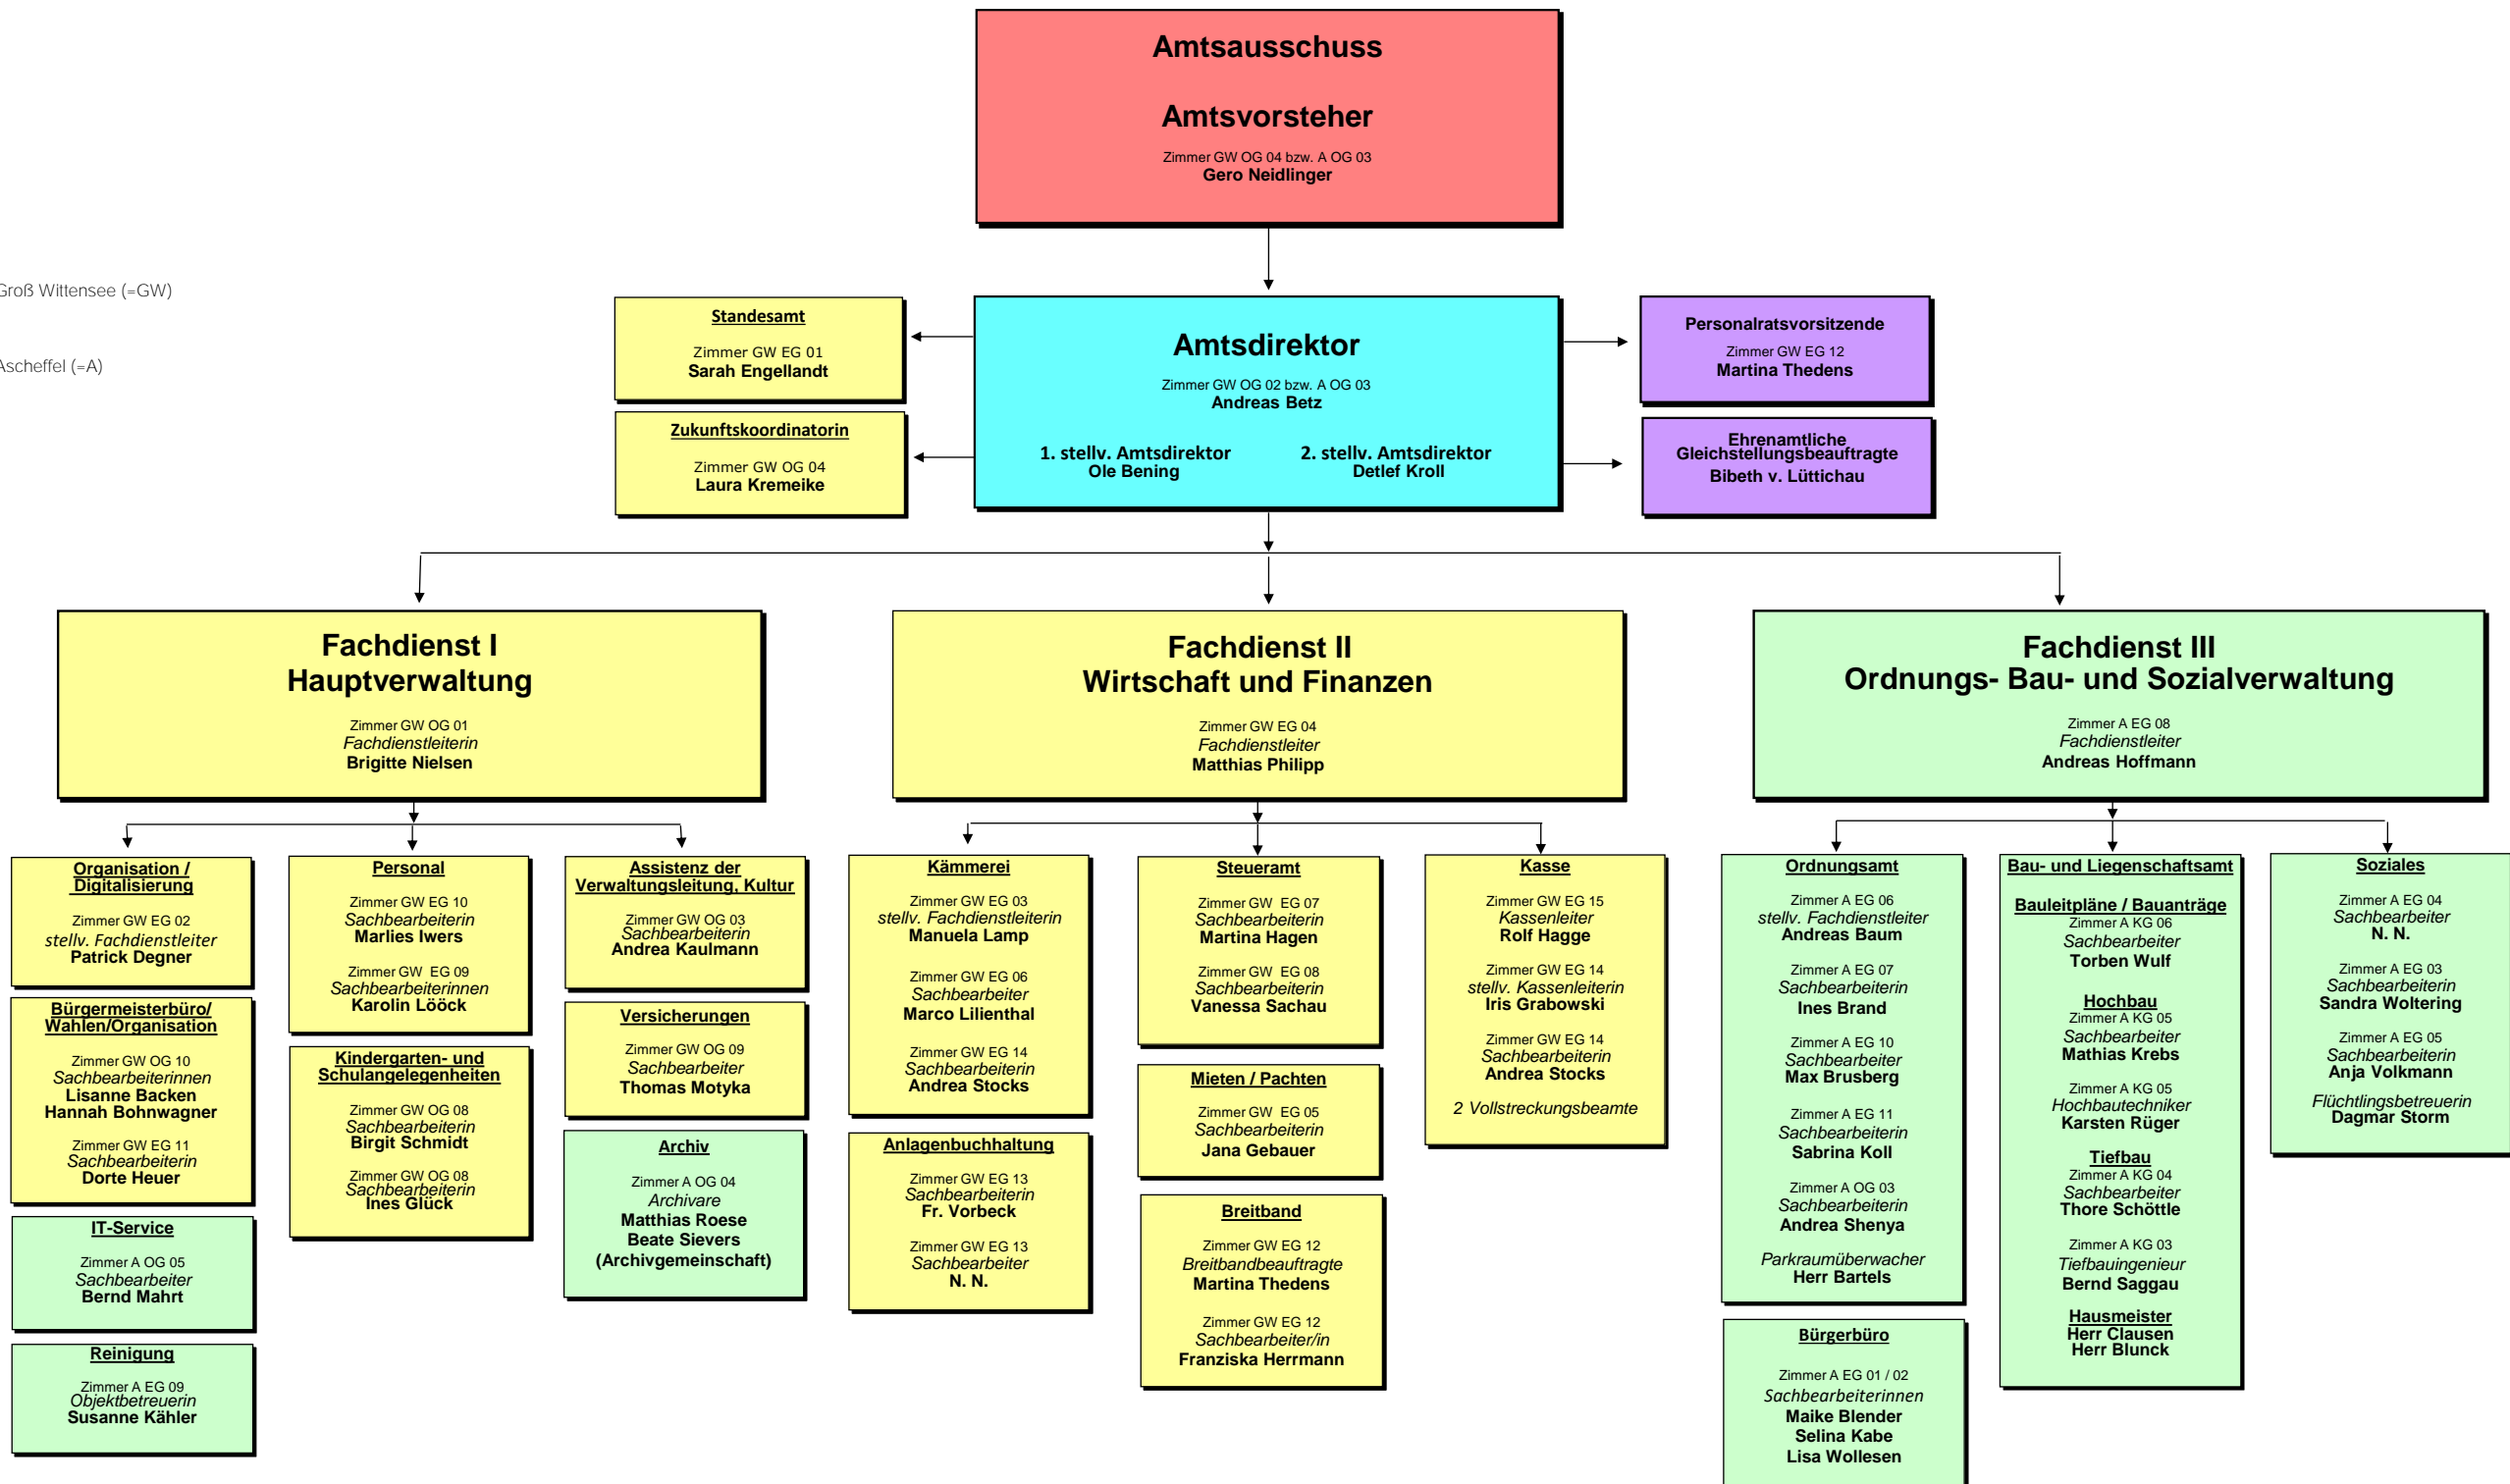 Amtsausschuss
Amtsvorsteher
Zimmer GW OG 04 bzw. A OG 03
Gero Neidlinger
Groß Wittensee (=GW)
Ascheffel (=A)
Standesamt
Zimmer GW EG 01
Sarah Engellandt
Zukunftskoordinatorin
Zimmer GW OG 04
Laura Kremeike
Amtsdirektor
Zimmer GW OG 02 bzw. A OG 03
Andreas Betz
1. stellv. Amtsdirektor
Ole Bening
2. stellv. Amtsdirektor
Detlef Kroll
Personalratsvorsitzende
Zimmer GW EG 12
Martina Thedens
Ehrenamtliche
Gleichstellungsbeauftragte
Bibeth v. Lüttichau
Fachdienst I
Hauptverwaltung
Zimmer GW OG 01
Fachdienstleiterin
Brigitte Nielsen
Fachdienst II
Wirtschaft und Finanzen
Zimmer GW EG 04
Fachdienstleiter
Matthias Philipp
Fachdienst III
Ordnungs- Bau- und Sozialverwaltung
Zimmer A EG 08
Fachdienstleiter
Andreas Hoffmann
Organisation /
Digitalisierung
Zimmer GW EG 02
stellv. Fachdienstleiter
Patrick Degner
Bürgermeisterbüro/
Wahlen/Organisation
Zimmer GW OG 10
Sachbearbeiterinnen
Lisanne Backen
Hannah Bohnwagner
Zimmer GW EG 11
Sachbearbeiterin
Dorte Heuer
IT-Service
Zimmer A OG 05
Sachbearbeiter
Bernd Mahrt
Reinigung
Zimmer A EG 09
Objektbetreuerin
Susanne Kähler
Personal
Zimmer GW EG 10
Sachbearbeiterin
Marlies Iwers
Zimmer GW EG 09
Sachbearbeiterinnen
Karolin Lööck
Kindergarten- und
Schulangelegenheiten
Zimmer GW OG 08
Sachbearbeiterin
Birgit Schmidt
Zimmer GW OG 08
Sachbearbeiterin
Ines Glück
Assistenz der
Verwaltungsleitung, Kultur
Zimmer GW OG 03
Sachbearbeiterin
Andrea Kaulmann
Versicherungen
Zimmer GW OG 09
Sachbearbeiter
Thomas Motyka
Archiv
Zimmer A OG 04
Archivare
Matthias Roese
Beate Sievers
(Archivgemeinschaft)
Kämmerei
Zimmer GW EG 03
stellv. Fachdienstleiterin
Manuela Lamp
Zimmer GW EG 06
Sachbearbeiter
Marco Lilienthal
Zimmer GW EG 14
Sachbearbeiterin
Andrea Stocks
Anlagenbuchhaltung
Zimmer GW EG 13
Sachbearbeiterin
Fr. Vorbeck
Zimmer GW EG 13
Sachbearbeiter
N. N.
Steueramt
Zimmer GW EG 07
Sachbearbeiterin
Martina Hagen
Zimmer GW EG 08
Sachbearbeiterin
Vanessa Sachau
Mieten / Pachten
Zimmer GW EG 05
Sachbearbeiterin
Jana Gebauer
Breitband
Zimmer GW EG 12
Breitbandbeauftragte
Martina Thedens
Zimmer GW EG 12
Sachbearbeiter/in
Franziska Herrmann
Kasse
Zimmer GW EG 15
Kassenleiter
Rolf Hagge
Zimmer GW EG 14
stellv. Kassenleiterin
Iris Grabowski
Zimmer GW EG 14
Sachbearbeiterin
Andrea Stocks
2 Vollstreckungsbeamte
Ordnungsamt
Zimmer A EG 06
stellv. Fachdienstleiter
Andreas Baum
Zimmer A EG 07
Sachbearbeiterin
Ines Brand
Zimmer A EG 10
Sachbearbeiter
Max Brusberg
Zimmer A EG 11
Sachbearbeiterin
Sabrina Koll
Zimmer A OG 03
Sachbearbeiterin
Andrea Shenya
Parkraumüberwacher
Herr Bartels
Bürgerbüro
Zimmer A EG 01 / 02
Sachbearbeiterinnen
Maike Blender
Selina Kabe
Lisa Wollesen
Bau- und Liegenschaftsamt
Bauleitpläne / Bauanträge
Zimmer A KG 06
Sachbearbeiter
Torben Wulf
Hochbau
Zimmer A KG 05
Sachbearbeiter
Mathias Krebs
Zimmer A KG 05
Hochbautechniker
Karsten Rüger
Tiefbau
Zimmer A KG 04
Sachbearbeiter
Thore Schöttle
Zimmer A KG 03
Tiefbauingenieur
Bernd Saggau
Hausmeister
Herr Clausen
Herr Blunck
Soziales
Zimmer A EG 04
Sachbearbeiter
N. N.
Zimmer A EG 03
Sachbearbeiterin
Sandra Woltering
Zimmer A EG 05
Sachbearbeiterin
Anja Volkmann
Flüchtlingsbetreuerin
Dagmar Storm